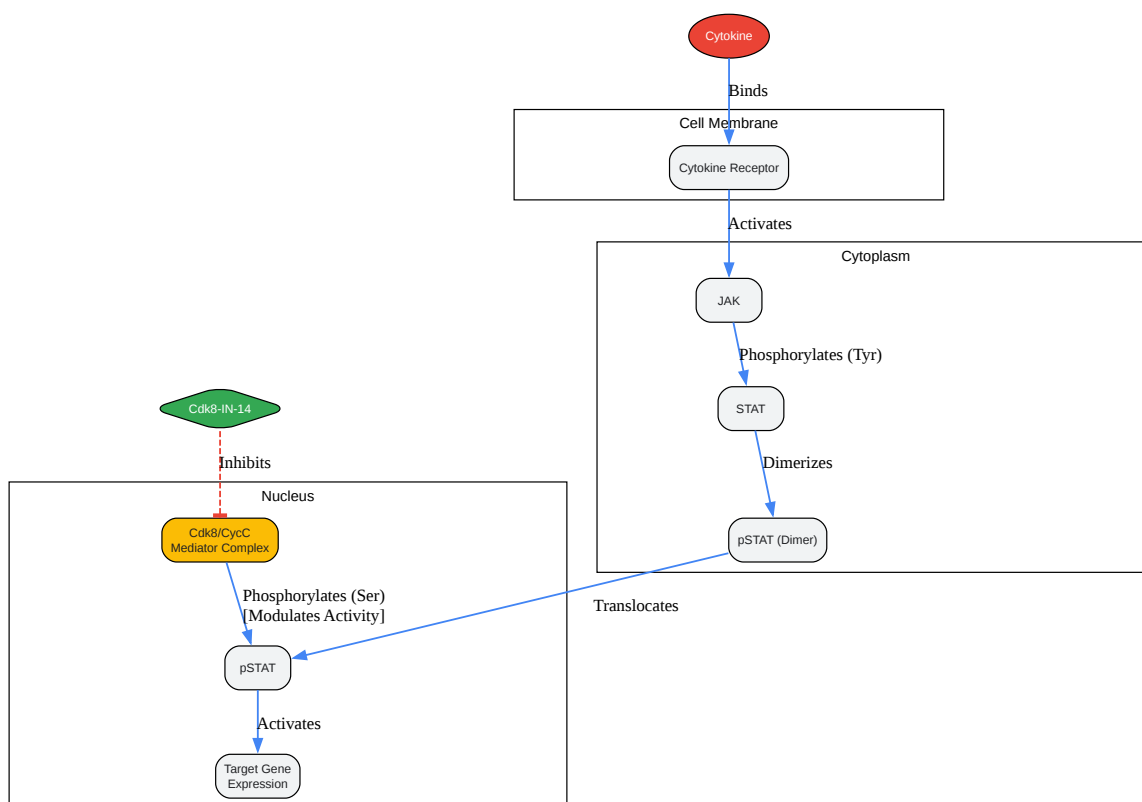 Cytokine
Binds
Cell Membrane
Cytokine Receptor
Activates
Cytoplasm
JAK
Phosphorylates (Tyr)
STAT
Cdk8-IN-14
Inhibits
Dimerizes
Nucleus
Cdk8/CycC
Mediator Complex
pSTAT (Dimer)
Phosphorylates (Ser)
[Modulates Activity]
Translocates
pSTAT
Activates
Target Gene
Expression